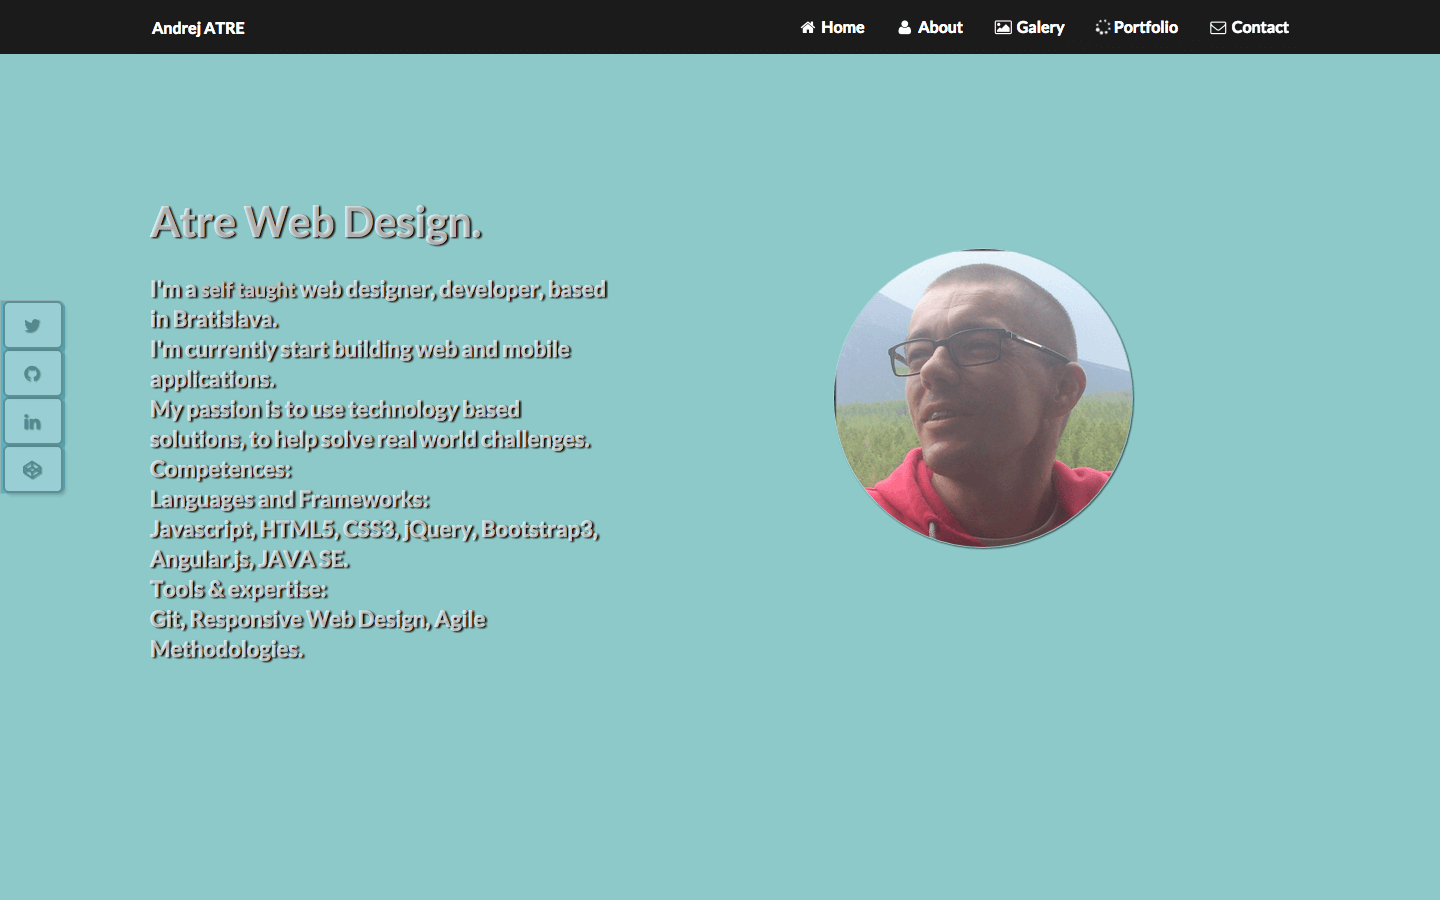 Andrej ATRE
Home About Galery Portfolio Contact
Atre Web Design.
I'm a self taught web designer, developer, based
in Bratislava.
I'm currently start building web and mobile
applications.
My passion is to use technology based
solutions, to help solve real world challenges.
Competences:
Languages and Frameworks:
Javascript, HTML5, CSS3, jQuery, Bootstrap3,
Angular.js, JAVA SE.
Tools & expertise:
Git, Responsive Web Design, Agile
Methodologies.